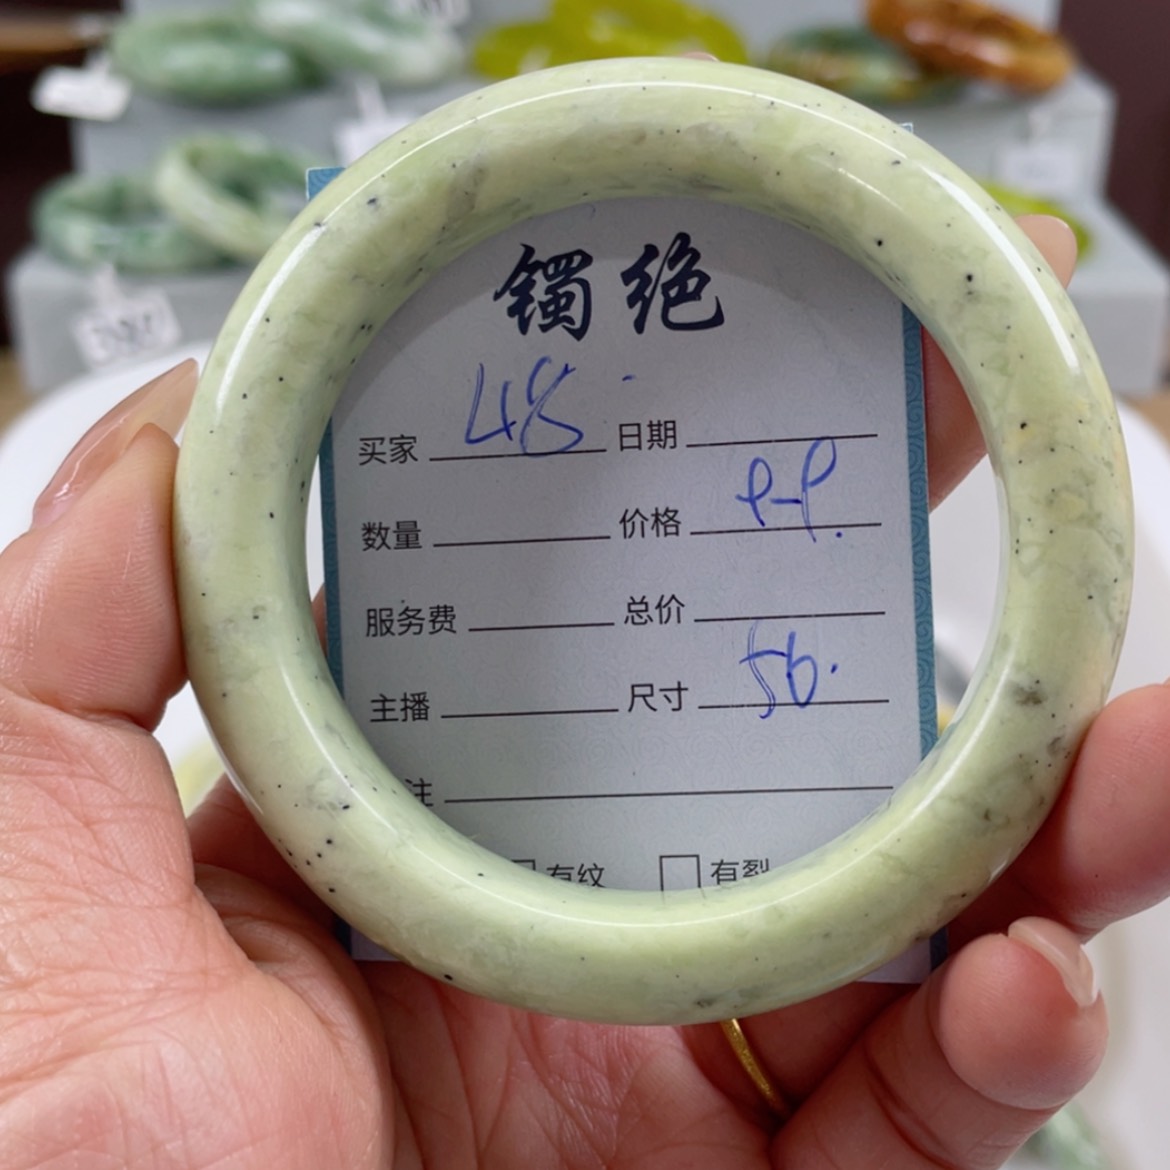 镯绝
买家 48. 日期
数量 价格 P-P.
服务费 总价
主播 尺寸 56.
注
有纹 有裂